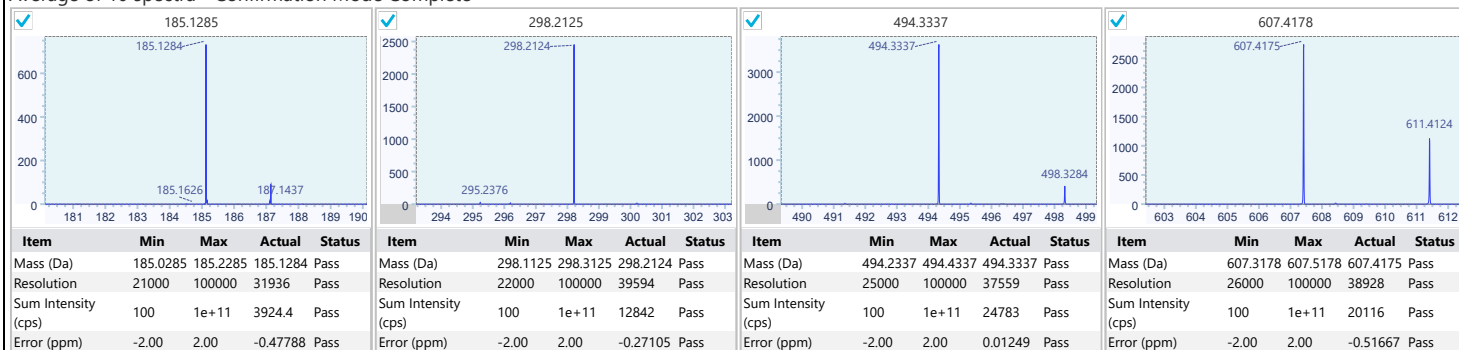 185.1285
185.1284
185.1626
187.1437
600
400
200
0
181 182 183 184 185 186 187 188 189 190
Item Min Max Actual Status
Mass (Da) 185.0285 185.2285 185.1284 Pass
Resolution 21000 100000 31936 Pass
Sum Intensity (cps) 100 1e+11 3924.4 Pass
Error (ppm) -2.00 2.00 -0.47788 Pass
298.2125
298.2124
295.2376
2500
2000
1500
1000
500
0
294 295 296 297 298 299 300 301 302 303
Item Min Max Actual Status
Mass (Da) 298.1125 298.3125 298.2124 Pass
Resolution 22000 100000 39594 Pass
Sum Intensity (cps) 100 1e+11 12842 Pass
Error (ppm) -2.00 2.00 -0.27105 Pass
494.3337
494.3337
498.3284
3000
2000
1000
0
490 491 492 493 494 495 496 497 498 499
Item Min Max Actual Status
Mass (Da) 494.2337 494.4337 494.3337 Pass
Resolution 25000 100000 37559 Pass
Sum Intensity (cps) 100 1e+11 24783 Pass
Error (ppm) -2.00 2.00 0.01249 Pass
607.4178
607.4175
611.4124
2500
2000
1500
1000
500
0
603 604 605 606 607 608 609 610 611 612
Item Min Max Actual Status
Mass (Da) 607.3178 607.5178 607.4175 Pass
Resolution 26000 100000 38928 Pass
Sum Intensity (cps) 100 1e+11 20116 Pass
Error (ppm) -2.00 2.00 -0.51667 Pass